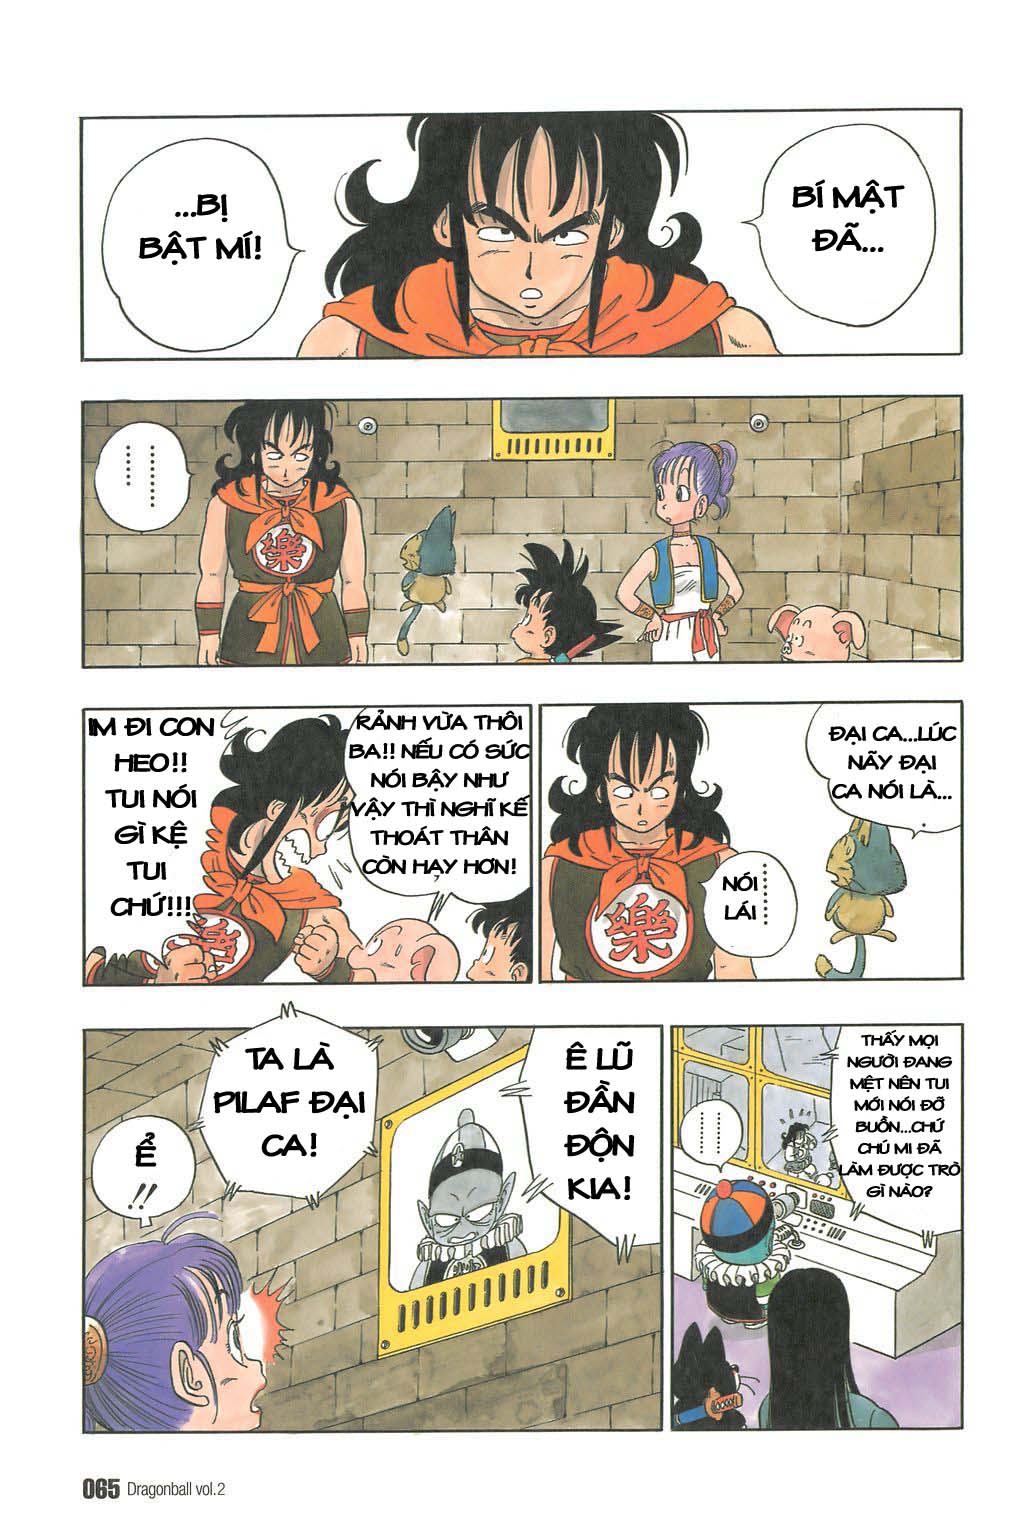 BÍ MẬT
ĐÃ...
...BỊ
BẬT MÍ!
樂
ĐẠI CA...LÚC
NÃY ĐẠI
CA NÓI LÀ...
NÓI
LÁI
樂
RẢNH VỪA THÔI
BA!! NẾU CÓ SỨC
NÓI BẬY NHƯ
VẬY THÌ NGHĨ KẾ
THOÁT THÂN
CÒN HAY HƠN!
IM ĐI CON
HEO!!
TUI NÓI
GÌ KỆ
TUI
CHỨ!!!
樂
THẤY MỌI
NGƯỜI ĐANG
MỆT NÊN TUI
MỚI NÓI ĐỠ
BUỒN...CHỨ
CHÚ MI ĐÃ
LÀM ĐƯỢC TRÒ
GÌ NÀO?
Ê LŨ
ĐẦN
ĐỘN
KIA!
TA LÀ
PILAF ĐẠI
CA!
Ể
!!
065 Dragonball vol.2